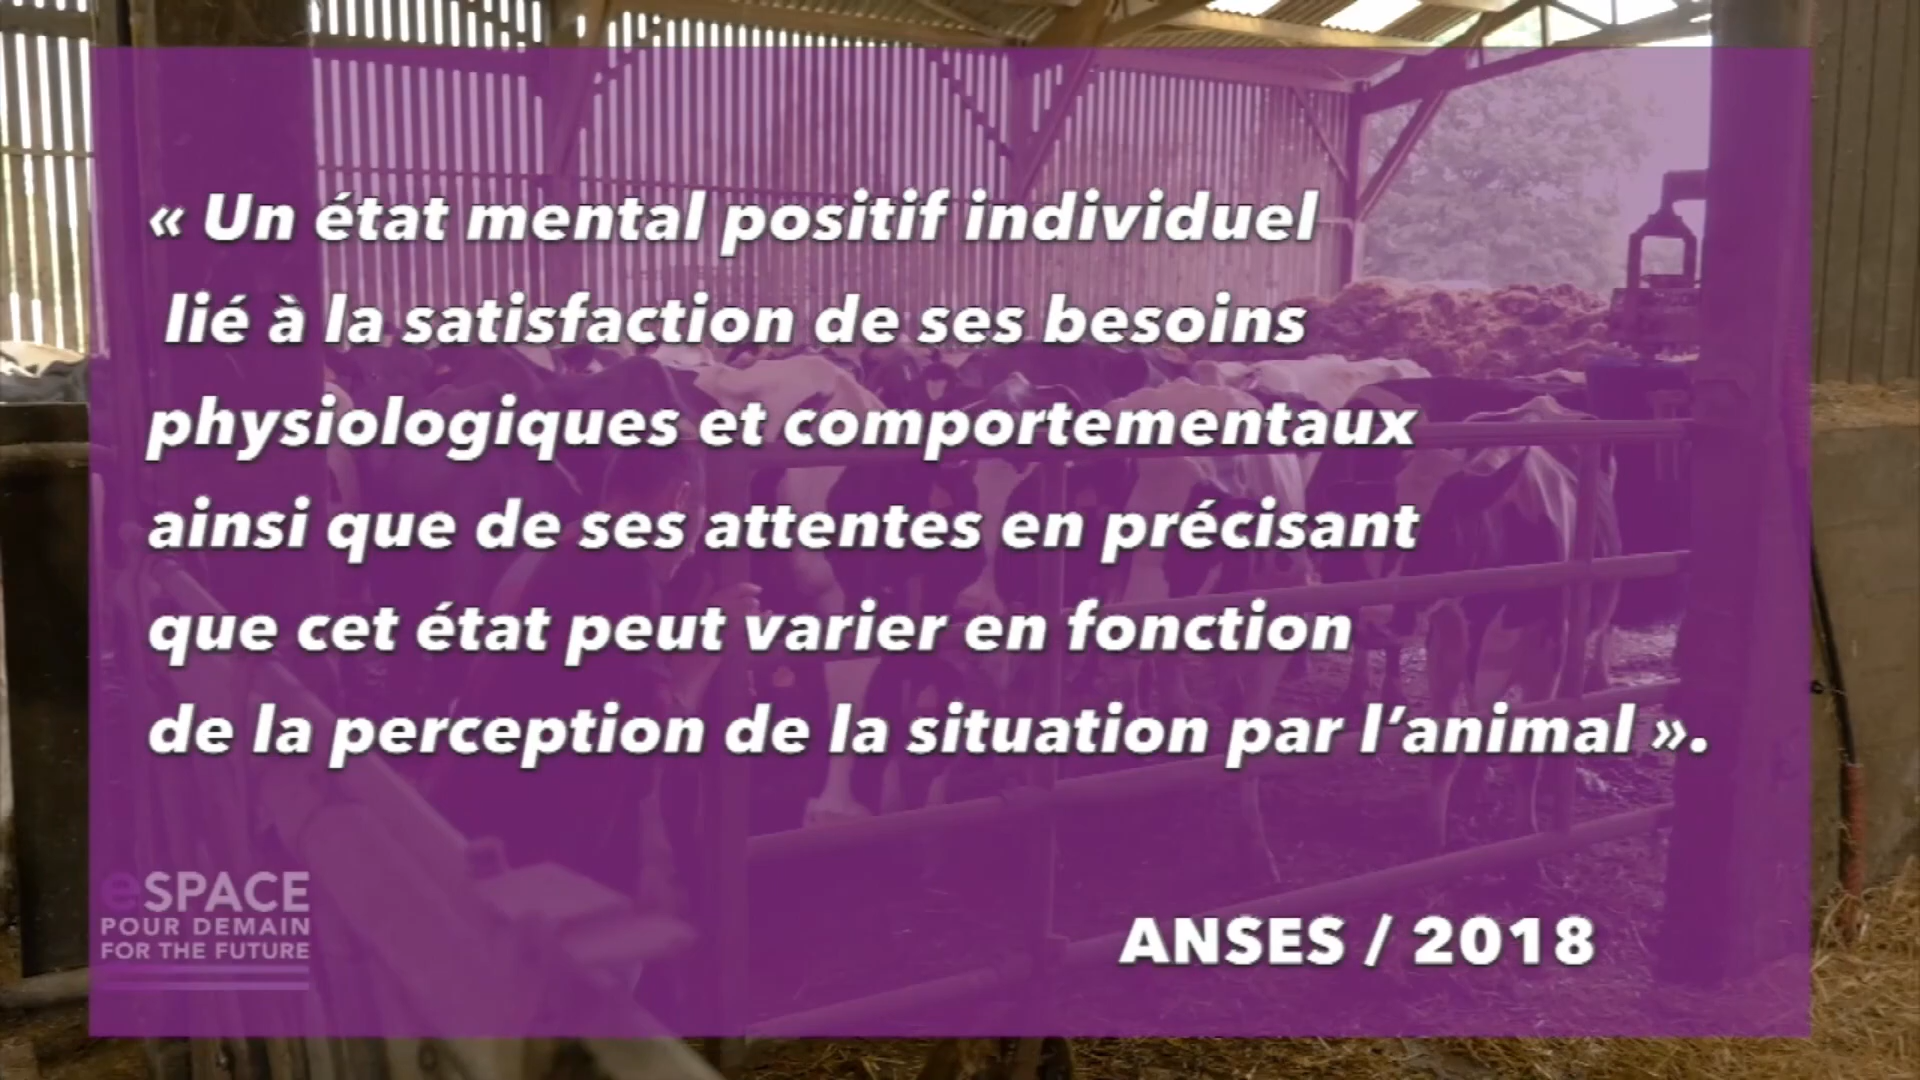 « Un état mental positif individuel
lié à la satisfaction de ses besoins
physiologiques et comportementaux
ainsi que de ses attentes en précisant
que cet état peut varier en fonction
de la perception de la situation par l’animal ».
ANSES / 2018
eSPACE
POUR DEMAIN
FOR THE FUTURE